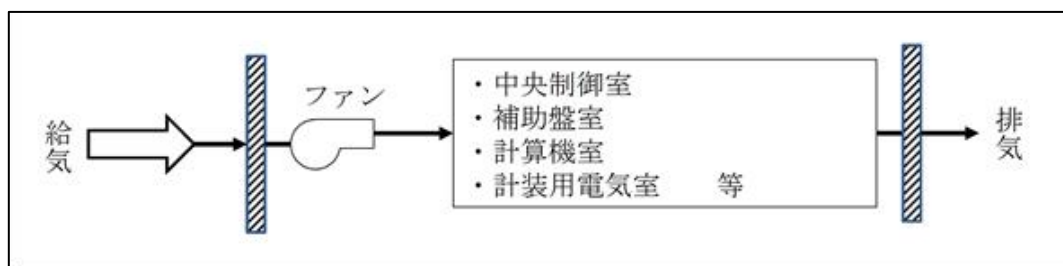 給気
ファン
・中央制御室
・補助盤室
・計算機室
・計装用電気室　　等
排気